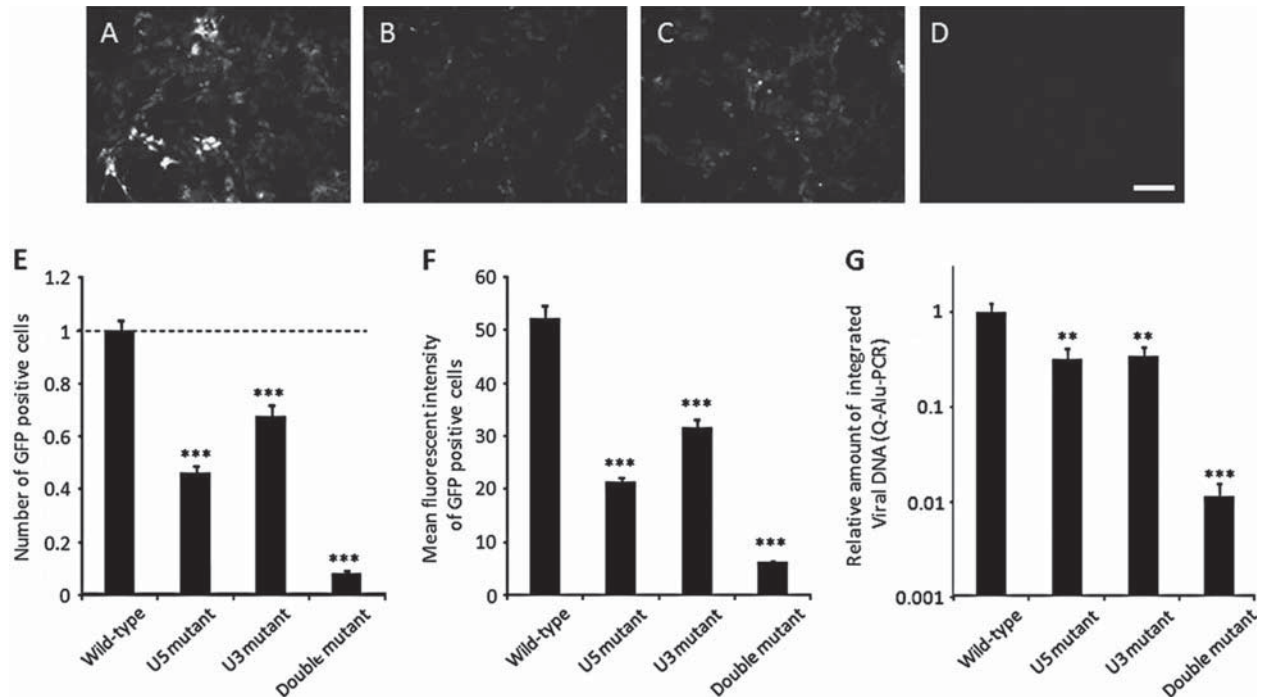 A
B
C
D
E
Number of GFP positive cells
1.2
1
0.8
0.6
0.4
0.2
0
***
***
***
Wild-type
U5 mutant
U3 mutant
Double mutant
F
Mean fluorescent intensity
of GFP positive cells
60
50
40
30
20
10
0
***
***
***
Wild-type
U5 mutant
U3 mutant
Double mutant
G
Relative amount of integrated
Viral DNA (Q-Alu-PCR)
1
0.1
0.01
0.001
**
**
***
Wild-type
U5 mutant
U3 mutant
Double mutant